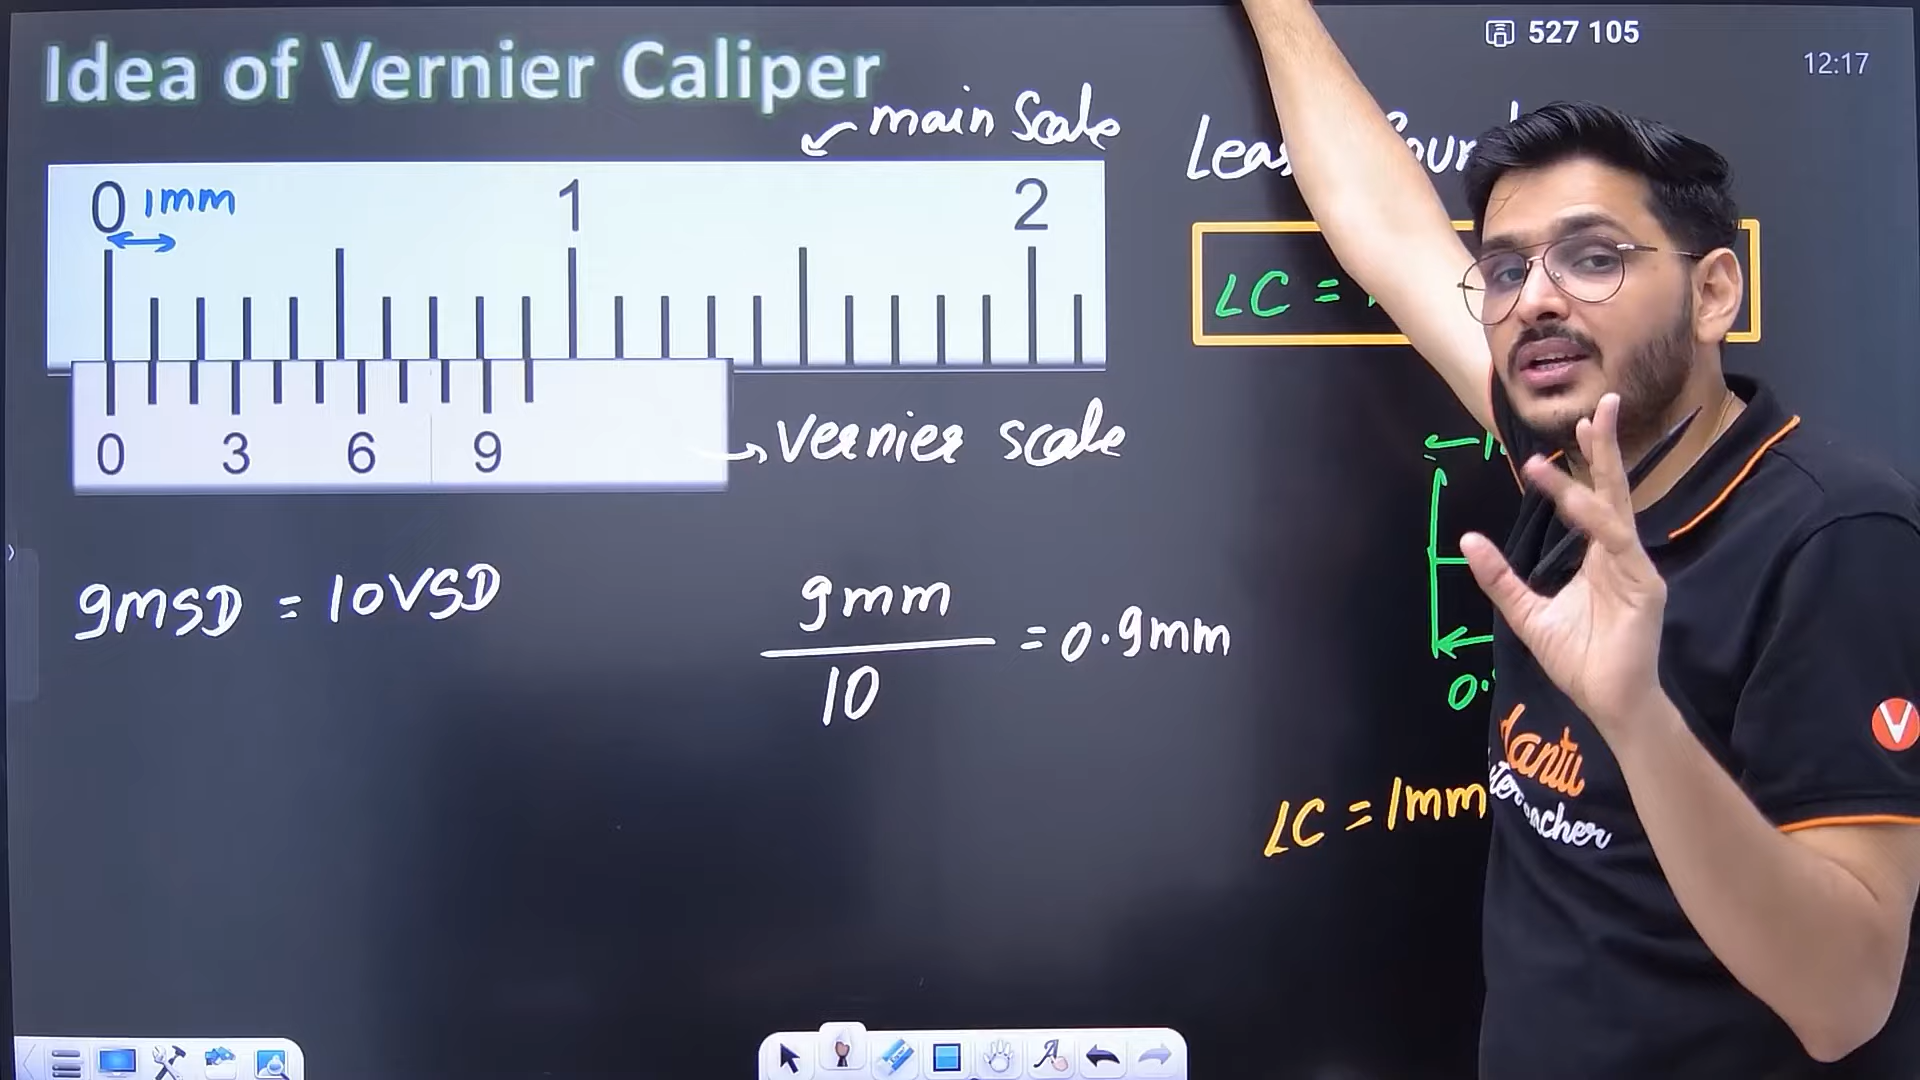 527 105
12:17
Idea of Vernier Caliper
main Scale
0 1mm 1 2
LC =
0 3 6 9
Vernier scale
9MSD = 10VSD
9mm
10
= 0.9mm
LC = 1mm
V